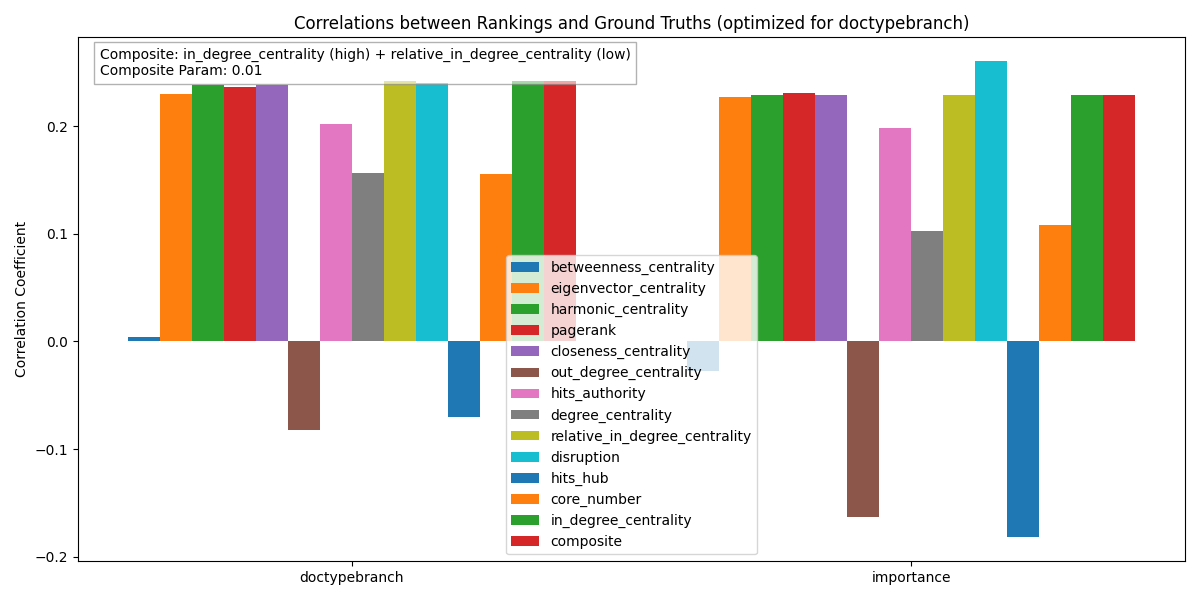 Correlations between Rankings and Ground Truths (optimized for doctypebranch)
Composite: in_degree_centrality (high) + relative_in_degree_centrality (low)
Composite Param: 0.01
Correlation Coefficient
0.2
0.1
0.0
−0.1
−0.2
betweenness_centrality
eigenvector_centrality
harmonic_centrality
pagerank
closeness_centrality
out_degree_centrality
hits_authority
degree_centrality
relative_in_degree_centrality
disruption
hits_hub
core_number
in_degree_centrality
composite
doctypebranch
importance